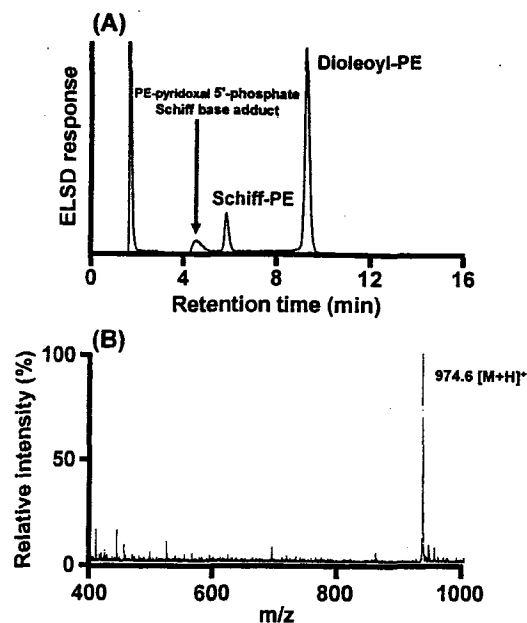 (A)
ELSD response
PE-pyridoxal 5'-phosphate
Schiff base adduct
Dioleoyl-PE
Schiff-PE
0 4 8 12 16
Retention time (min)
(B)
Relative intensity (%)
100
50
0
974.6 [M+H]+
400 600 800 1000
m/z